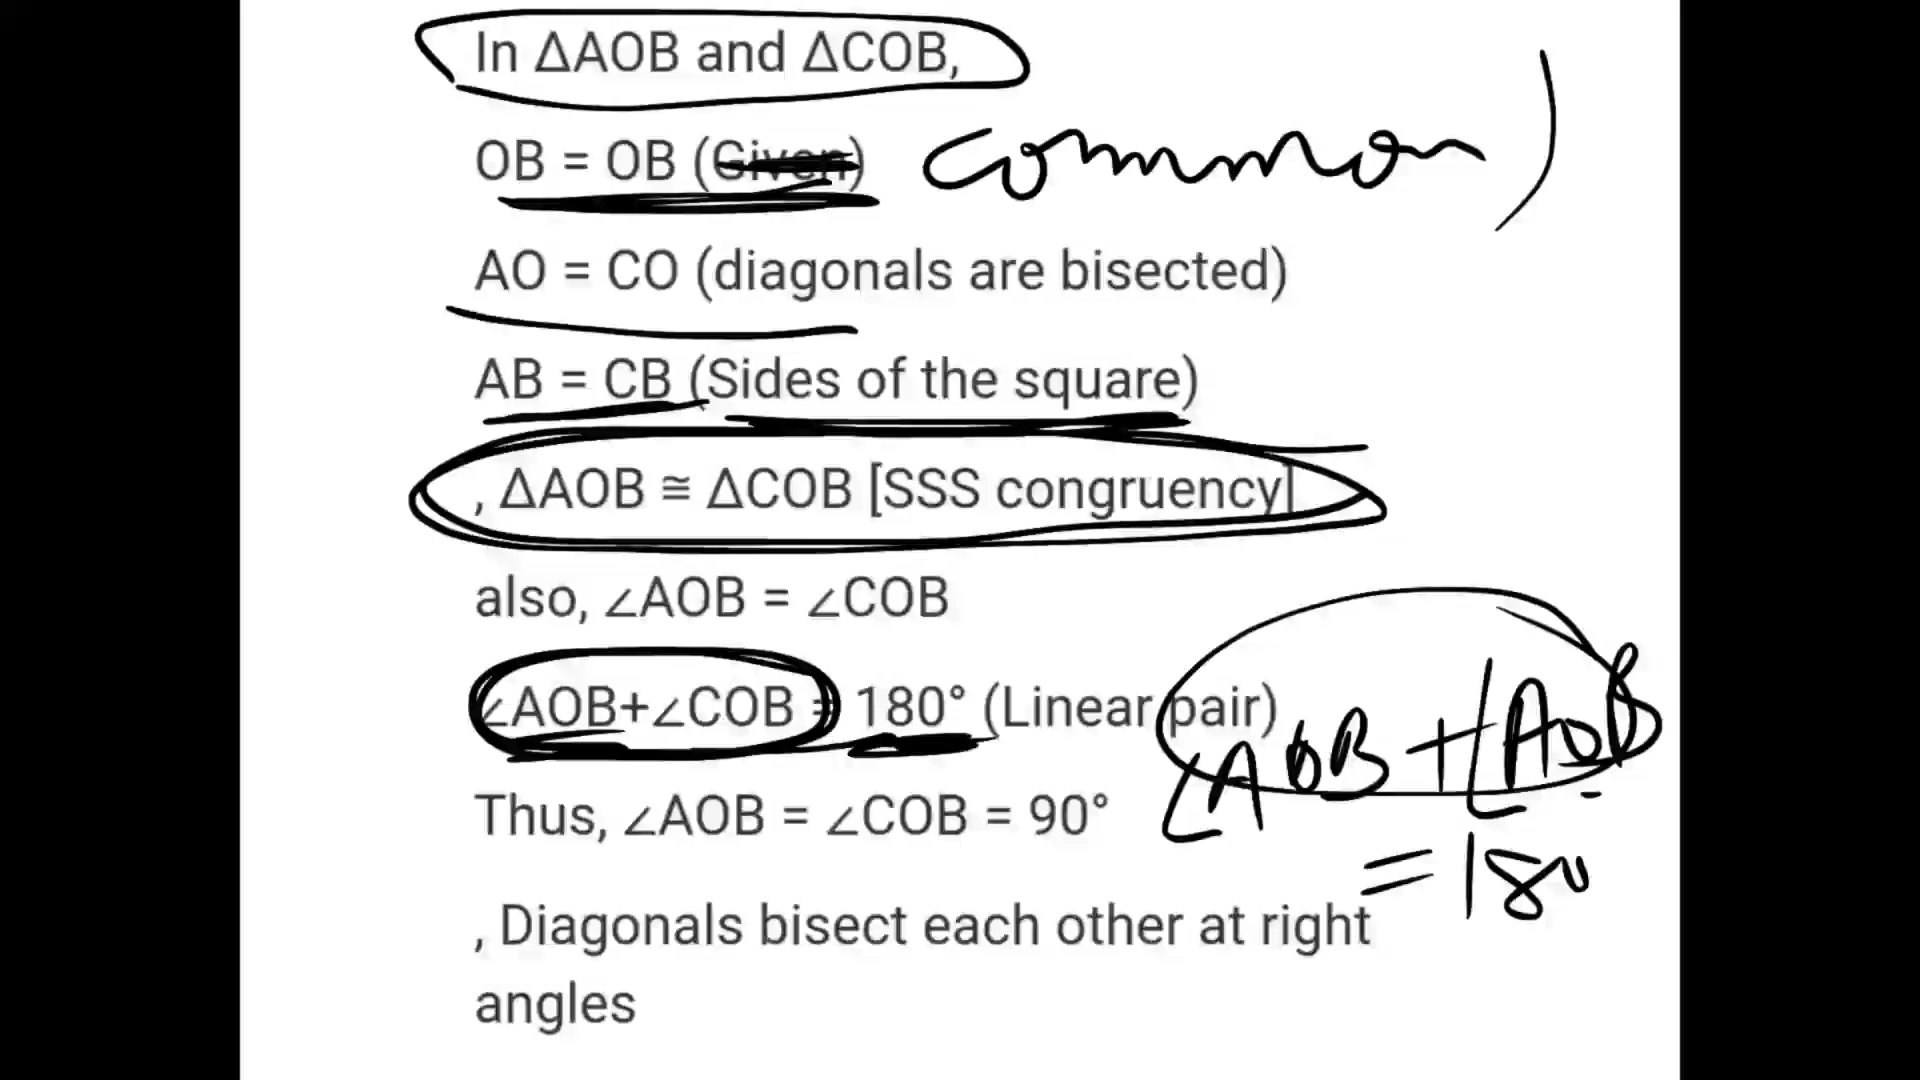 In ΔAOB and ΔCOB,
OB = OB (Given) common)
AO = CO (diagonals are bisected)
AB = CB (Sides of the square)
, ΔAOB ≅ ΔCOB [SSS congruency]
also, ∠AOB = ∠COB
∠AOB+∠COB = 180° (Linear pair)
∠AOB + ∠AOB
Thus, ∠AOB = ∠COB = 90°
= 180
, Diagonals bisect each other at right
angles